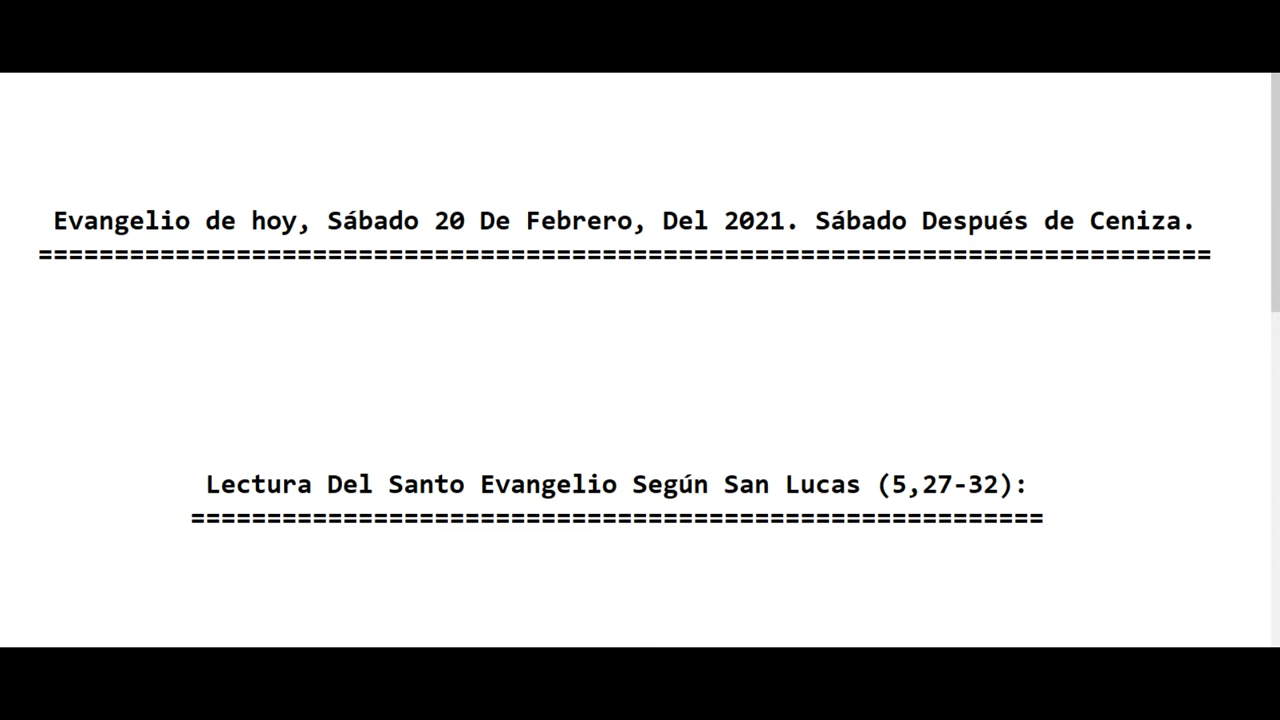 Evangelio de hoy, Sábado 20 De Febrero, Del 2021. Sábado Después de Ceniza.
=============================================================================
Lectura Del Santo Evangelio Según San Lucas (5,27-32):
========================================================